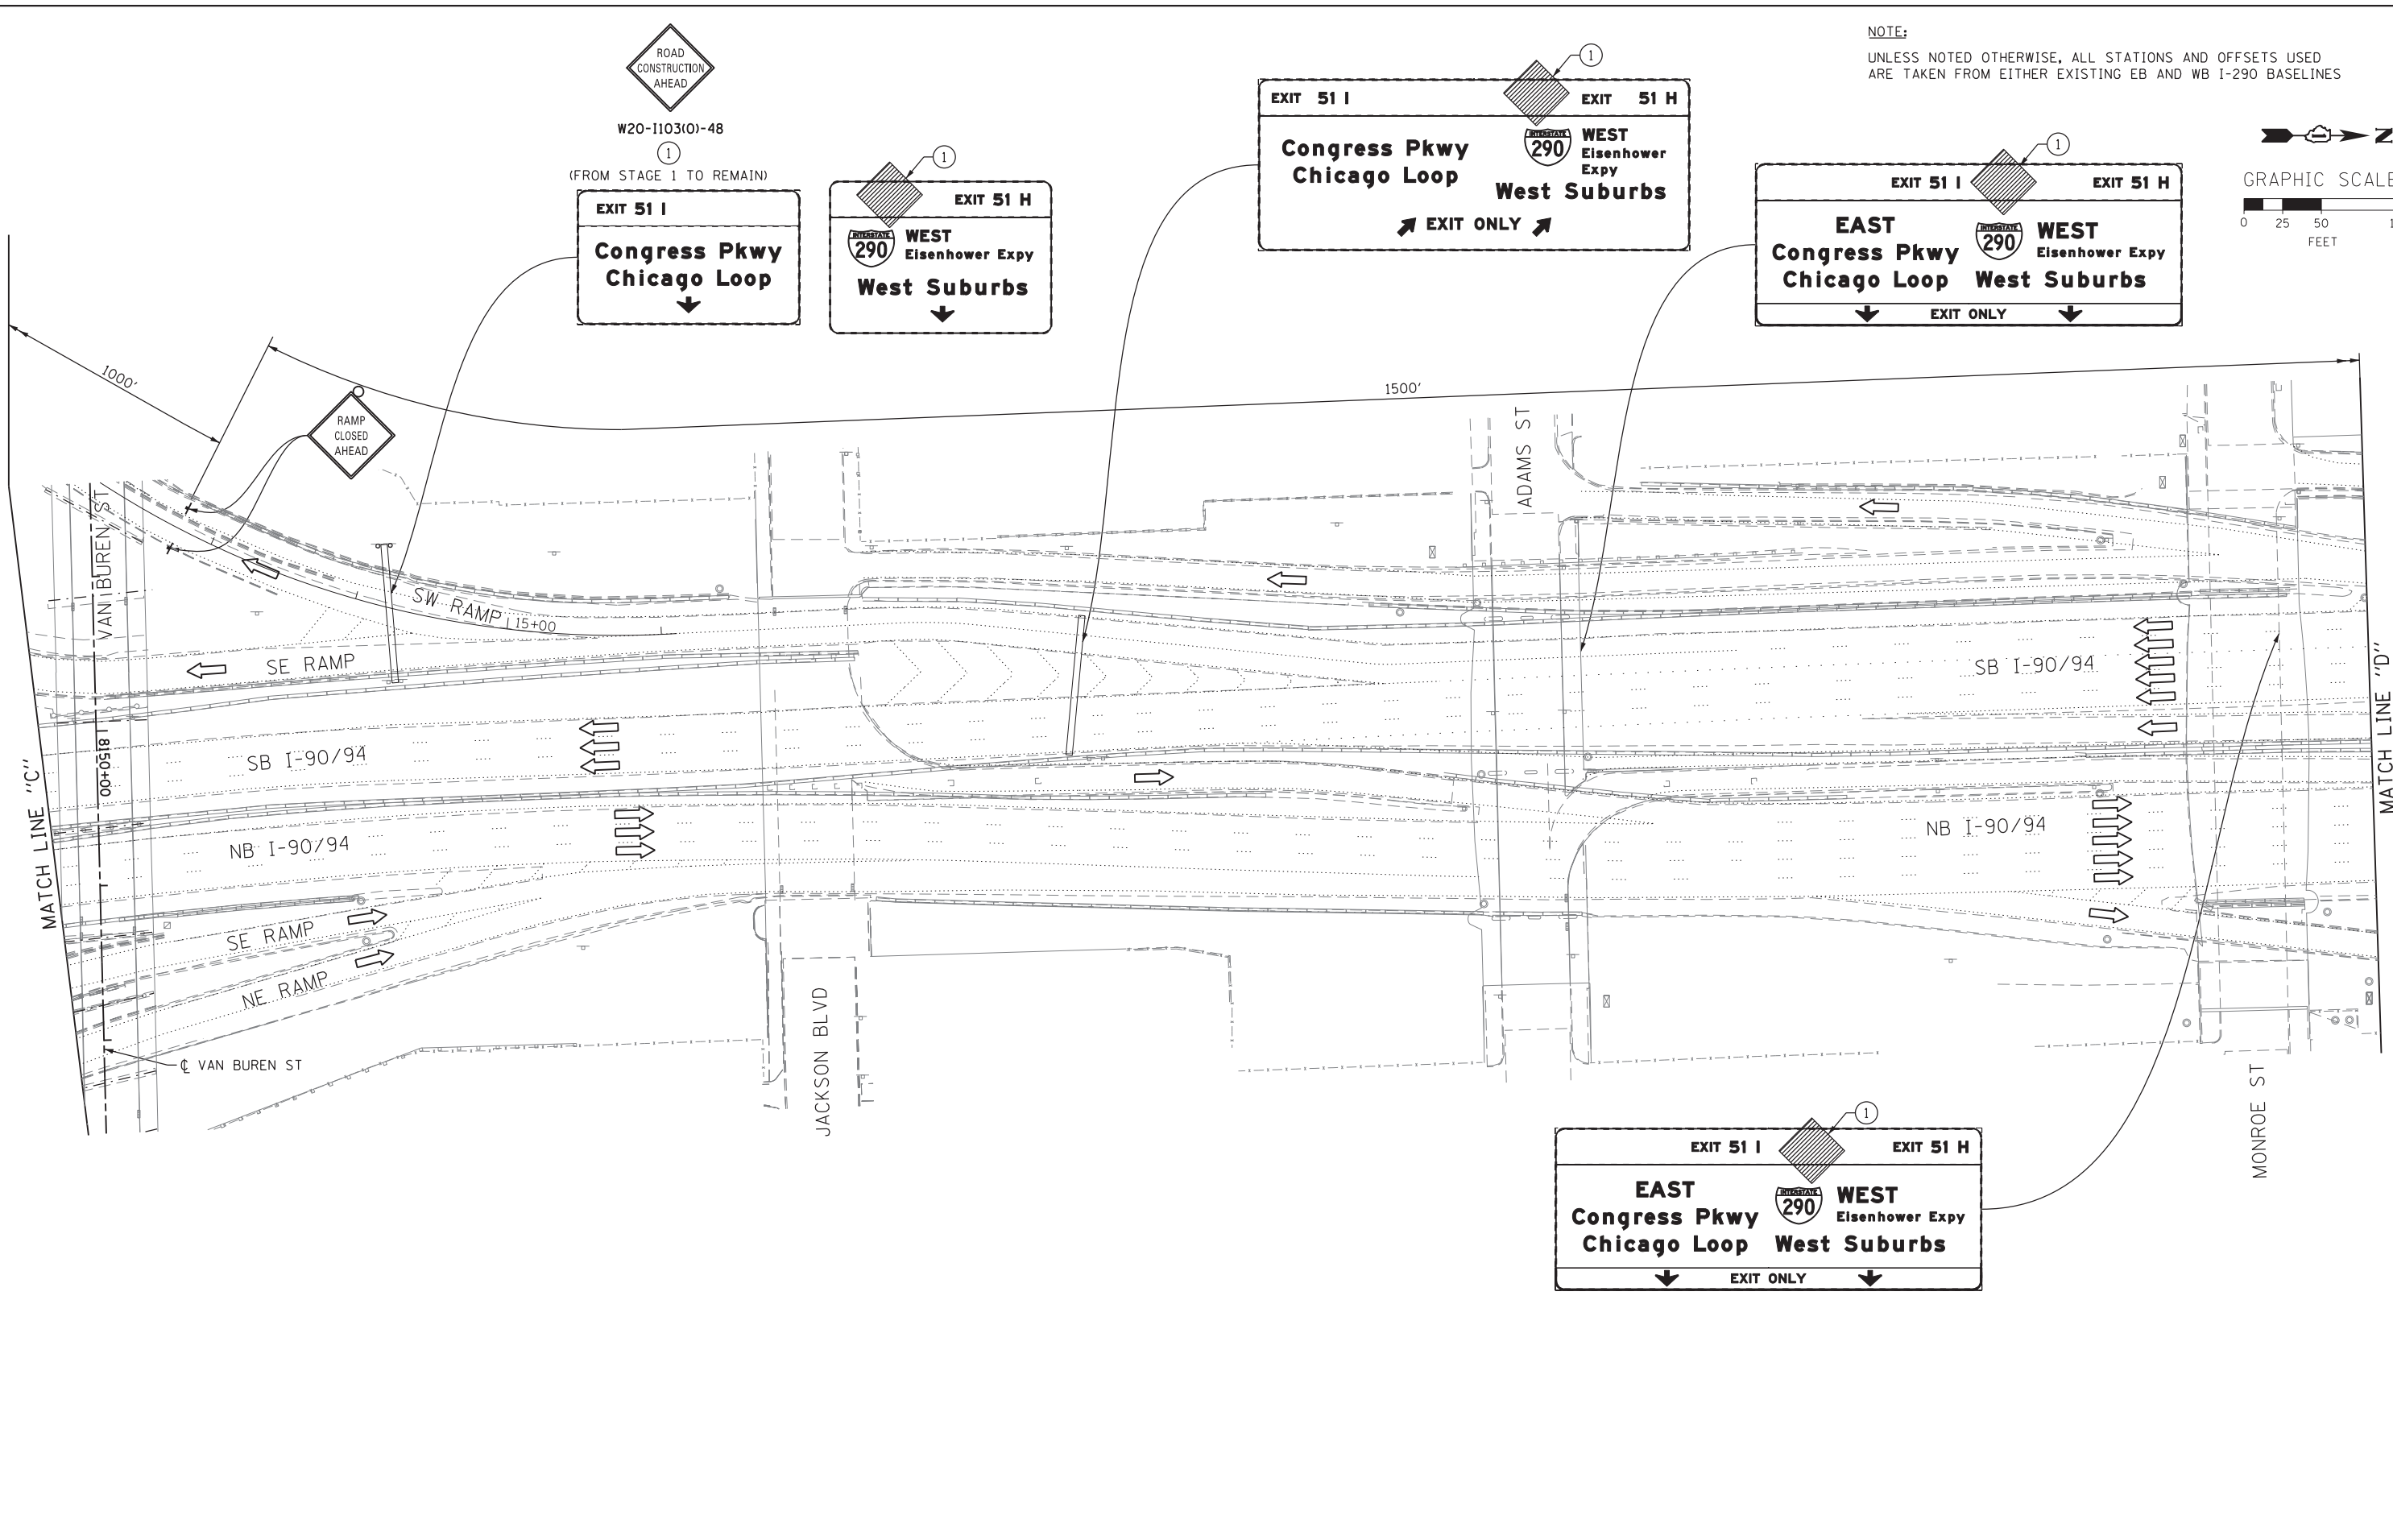 NOTE:
UNLESS NOTED OTHERWISE, ALL STATIONS AND OFFSETS USED
ARE TAKEN FROM EITHER EXISTING EB AND WB I-290 BASELINES
N
GRAPHIC SCALE
0 25 50
FEET
ROAD
CONSTRUCTION
AHEAD
W20-I103(O)-48
1
(FROM STAGE 1 TO REMAIN)
EXIT 51 I
Congress Pkwy
Chicago Loop
1
EXIT 51 H
INTERSTATE
290
WEST
Eisenhower Expy
West Suburbs
1
EXIT 51 I
EXIT 51 H
Congress Pkwy
Chicago Loop
INTERSTATE
290
WEST
Eisenhower
Expy
West Suburbs
EXIT ONLY
1
EXIT 51 I
EXIT 51 H
EAST
Congress Pkwy
Chicago Loop
INTERSTATE
290
WEST
Eisenhower Expy
West Suburbs
EXIT ONLY
1000'
1500'
RAMP
CLOSED
AHEAD
VAN BUREN ST
ADAMS ST
SW RAMP
15+00
SE RAMP
SB I-90/94
SB I-90/94
8150+00
NB I-90/94
NB I-90/94
SE RAMP
NE RAMP
MATCH LINE "C"
MATCH LINE "D"
℄ VAN BUREN ST
JACKSON BLVD
MONROE ST
1
EXIT 51 I
EXIT 51 H
EAST
Congress Pkwy
Chicago Loop
INTERSTATE
290
WEST
Eisenhower Expy
West Suburbs
EXIT ONLY